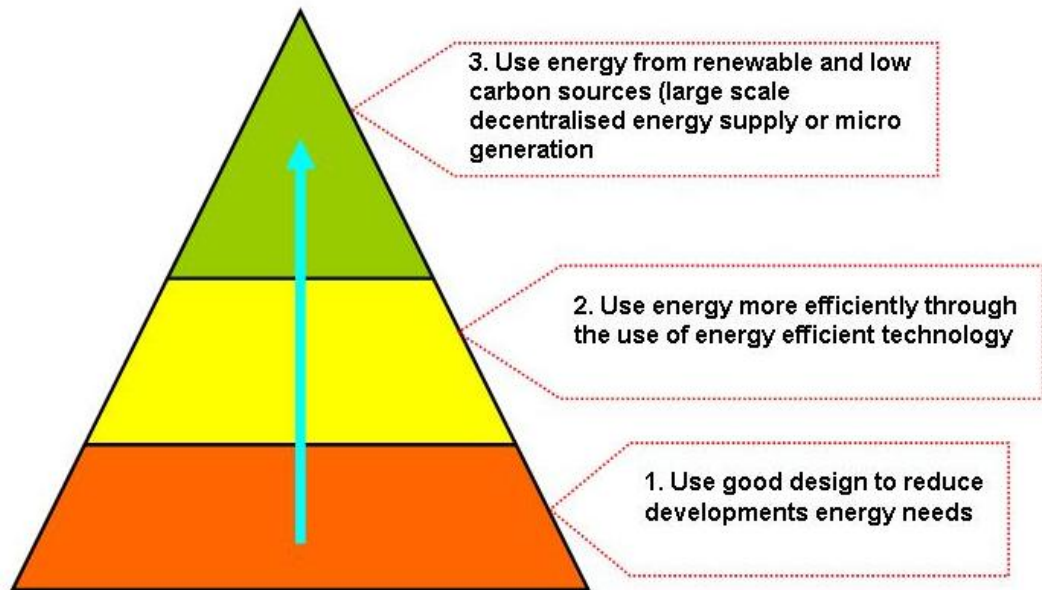 3. Use energy from renewable and low
carbon sources (large scale
decentralised energy supply or micro
generation
2. Use energy more efficiently through
the use of energy efficient technology
1. Use good design to reduce
developments energy needs